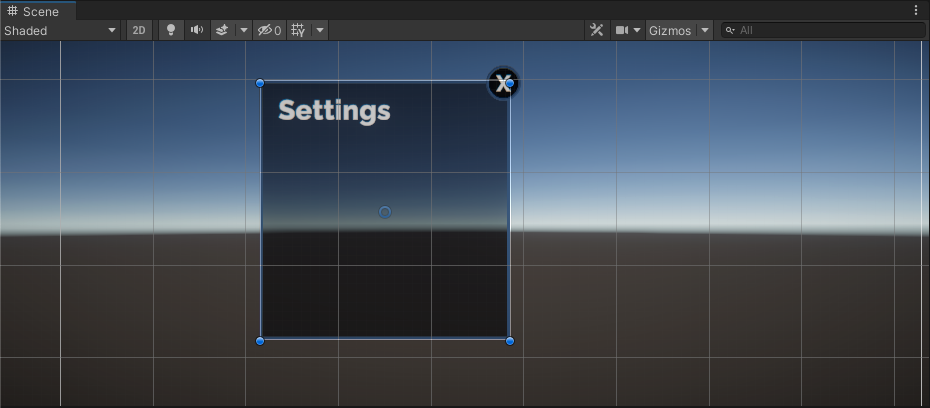 Scene
Shaded 2D 0 Gizmos All
X
Settings